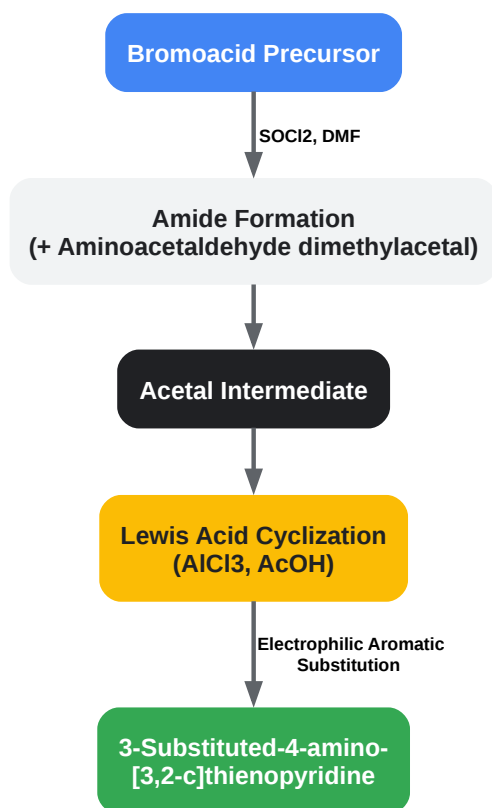 Bromoacid Precursor
SOCl2, DMF
Amide Formation
(+ Aminoacetaldehyde dimethylacetal)
Acetal Intermediate
Lewis Acid Cyclization
(AlCl3, AcOH)
Electrophilic Aromatic
Substitution
3-Substituted-4-amino-
[3,2-c]thienopyridine